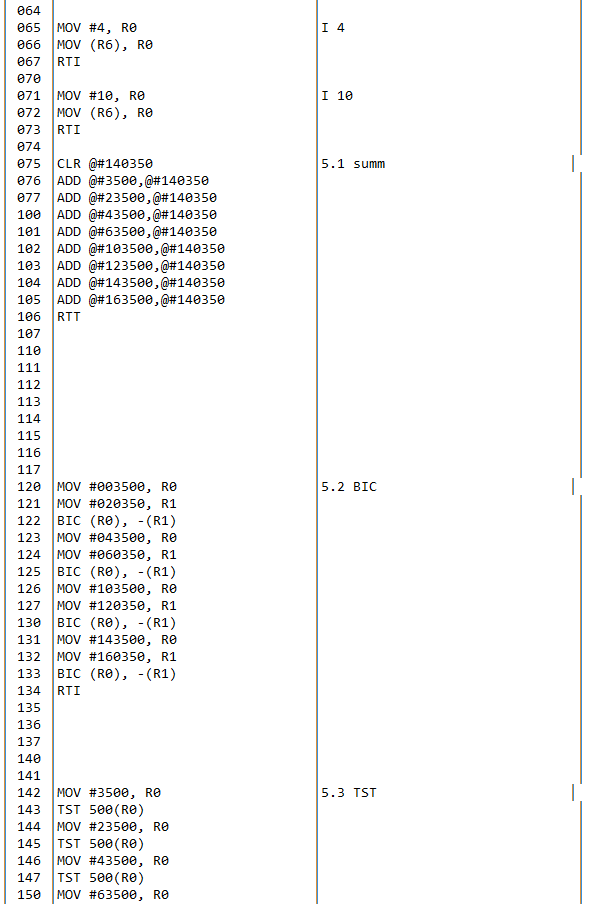 064
065 MOV #4, R0 I 4
066 MOV (R6), R0
067 RTI
070
071 MOV #10, R0 I 10
072 MOV (R6), R0
073 RTI
074
075 CLR @#140350 5.1 summ
076 ADD @#3500,@#140350
077 ADD @#23500,@#140350
100 ADD @#43500,@#140350
101 ADD @#63500,@#140350
102 ADD @#103500,@#140350
103 ADD @#123500,@#140350
104 ADD @#143500,@#140350
105 ADD @#163500,@#140350
106 RTT
107
110
111
112
113
114
115
116
117
120 MOV #003500, R0 5.2 BIC
121 MOV #020350, R1
122 BIC (R0), -(R1)
123 MOV #043500, R0
124 MOV #060350, R1
125 BIC (R0), -(R1)
126 MOV #103500, R0
127 MOV #120350, R1
130 BIC (R0), -(R1)
131 MOV #143500, R0
132 MOV #160350, R1
133 BIC (R0), -(R1)
134 RTI
135
136
137
140
141
142 MOV #3500, R0 5.3 TST
143 TST 500(R0)
144 MOV #23500, R0
145 TST 500(R0)
146 MOV #43500, R0
147 TST 500(R0)
150 MOV #63500, R0